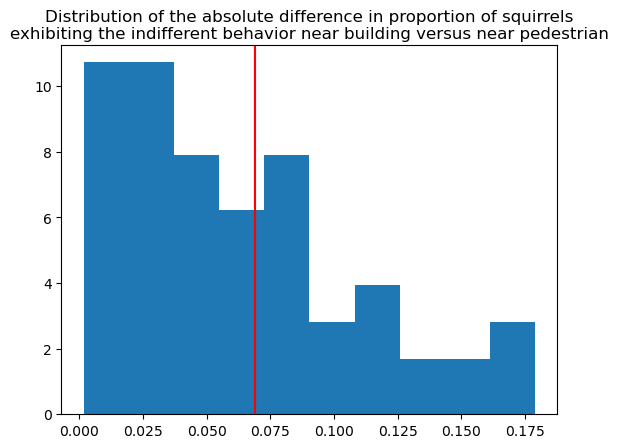 Distribution of the absolute difference in proportion of squirrels
exhibiting the indifferent behavior near building versus near pedestrian
10
8
6
4
2
0
0.000 0.025 0.050 0.075 0.100 0.125 0.150 0.175